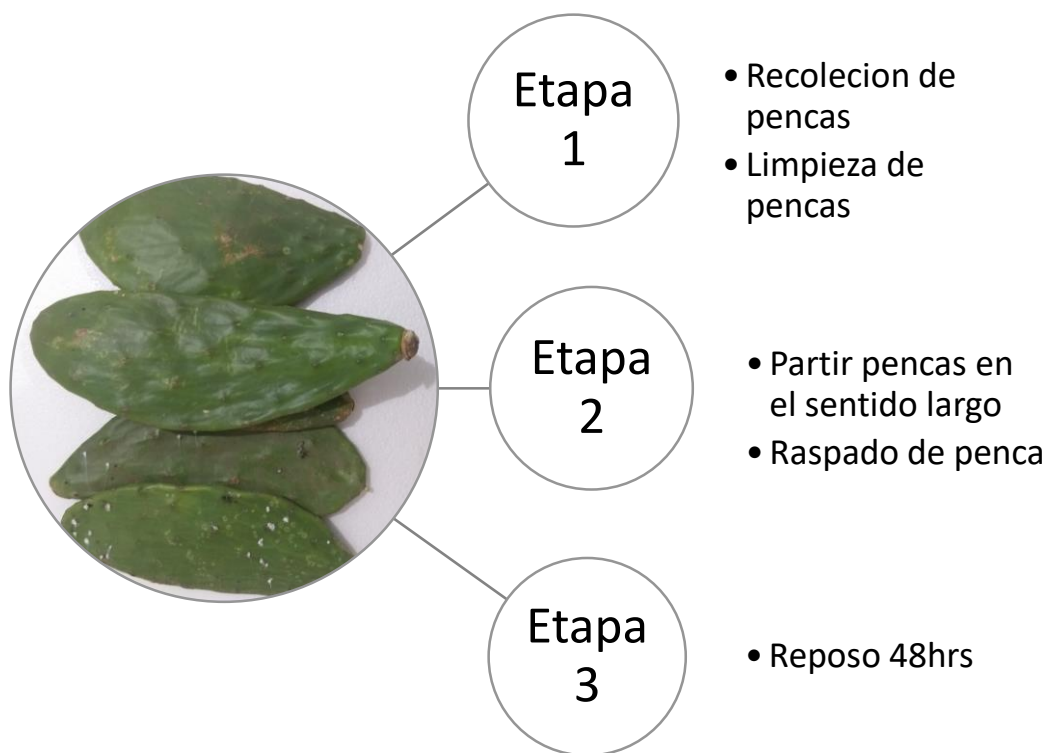 Etapa
1
• Recolecion de
pencas
• Limpieza de
pencas
Etapa
2
• Partir pencas en
el sentido largo
• Raspado de penca
Etapa
3
• Reposo 48hrs